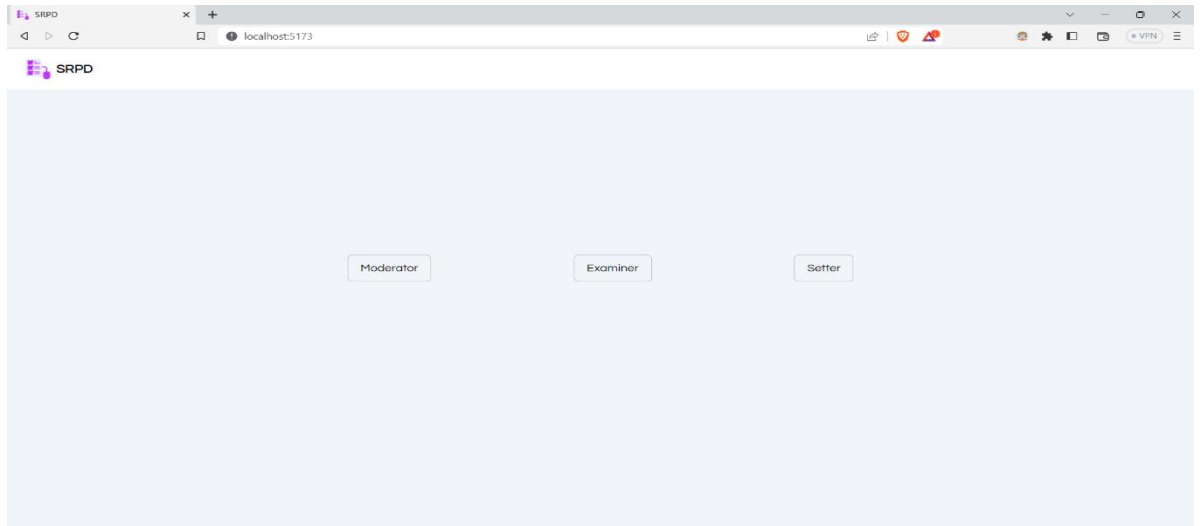 SRPD
localhost:5173
VPN
SRPD
Moderator
Examiner
Setter